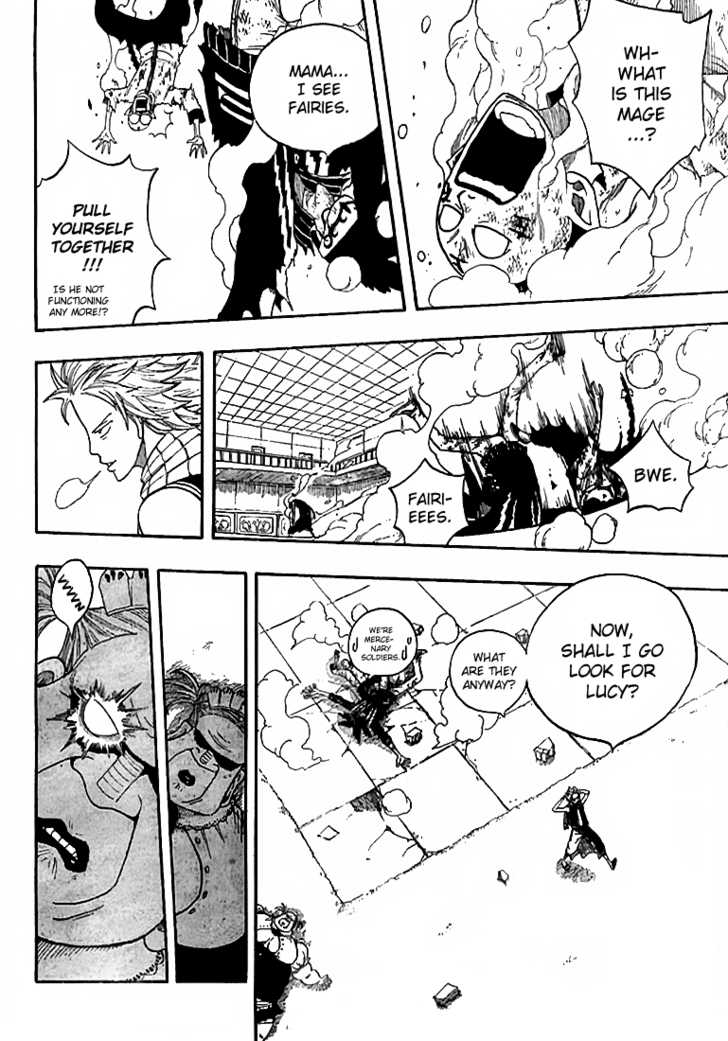 WH-
WHAT
IS THIS
MAGE
...?
MAMA...
I SEE
FAIRIES.
PULL
YOURSELF
TOGETHER
!!!
IS HE NOT
FUNCTIONING
ANY MORE!?
BWE.
FAIRI-
EEES.
NOW,
SHALL I GO
LOOK FOR
LUCY?
WHAT
ARE THEY
ANYWAY?
WE'RE
MERCE-
NARY
SOLDIERS.